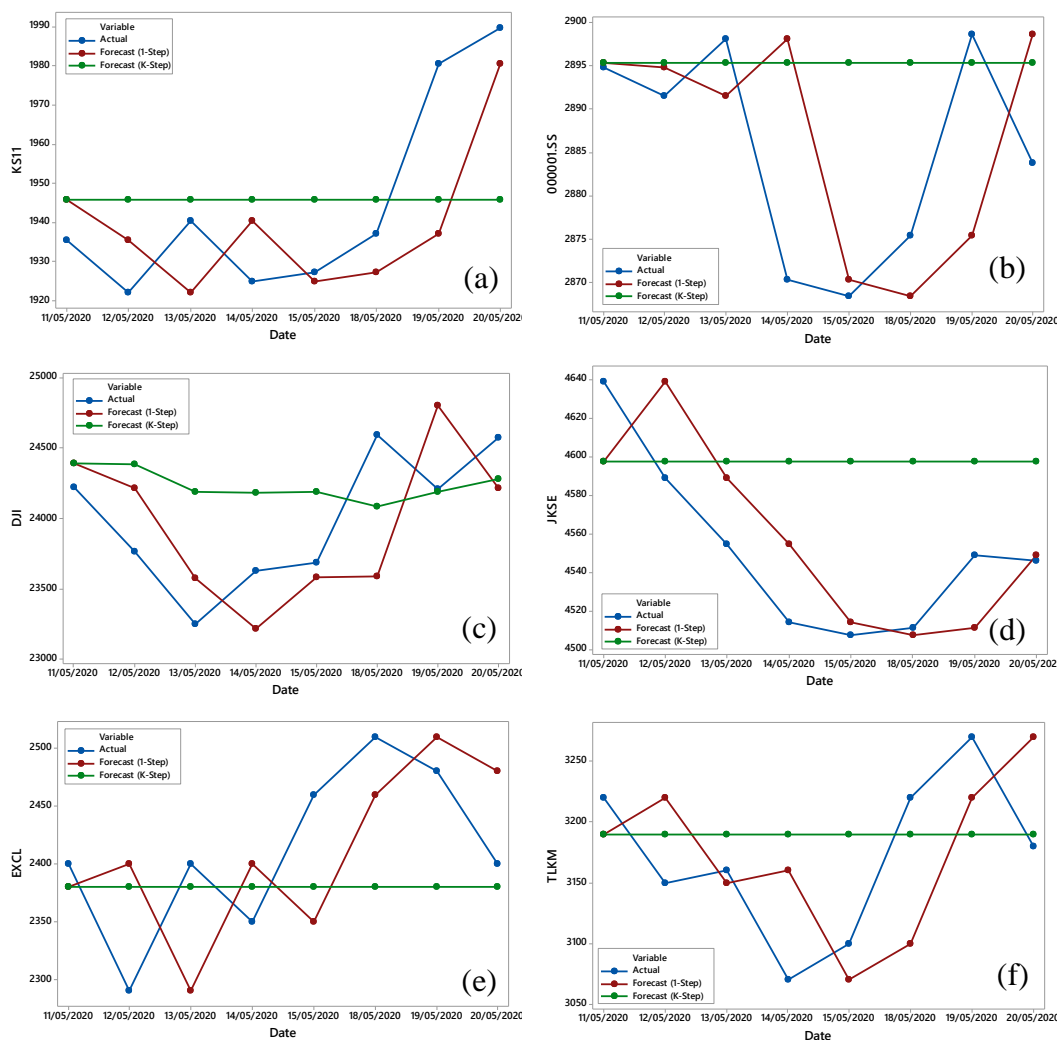 Variable
Actual
Forecast (1-Step)
Forecast (K-Step)
1990
1980
1970
1960
1950
1940
1930
1920
KS11
11/05/2020 12/05/2020 13/05/2020 14/05/2020 15/05/2020 18/05/2020 19/05/2020 20/05/2020
Date
(a)
2900
2895
2890
2885
2880
2875
2870
000001.SS
Variable
Actual
Forecast (1-Step)
Forecast (K-Step)
11/05/2020 12/05/2020 13/05/2020 14/05/2020 15/05/2020 18/05/2020 19/05/2020 20/05/2020
Date
(b)
Variable
Actual
Forecast (1-Step)
Forecast (K-Step)
25000
24500
24000
23500
23000
DJI
11/05/2020 12/05/2020 13/05/2020 14/05/2020 15/05/2020 18/05/2020 19/05/2020 20/05/2020
Date
(c)
4640
4620
4600
4580
4560
4540
4520
4500
JKSE
Variable
Actual
Forecast (1-Step)
Forecast (K-Step)
11/05/2020 12/05/2020 13/05/2020 14/05/2020 15/05/2020 18/05/2020 19/05/2020 20/05/202
Date
(d)
Variable
Actual
Forecast (1-Step)
Forecast (K-Step)
2500
2450
2400
2350
2300
EXCL
11/05/2020 12/05/2020 13/05/2020 14/05/2020 15/05/2020 18/05/2020 19/05/2020 20/05/2020
Date
(e)
3250
3200
3150
3100
3050
TLKM
Variable
Actual
Forecast (1-Step)
Forecast (K-Step)
11/05/2020 12/05/2020 13/05/2020 14/05/2020 15/05/2020 18/05/2020 19/05/2020 20/05/2020
Date
(f)